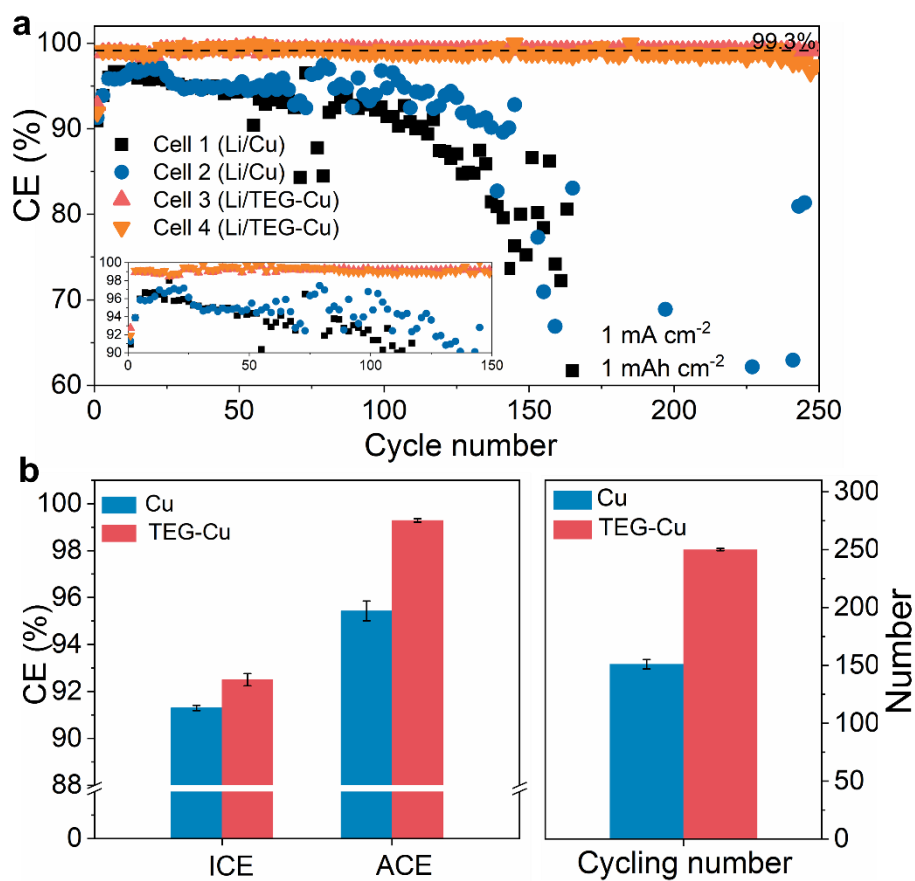 a
100
90
80
70
60
CE (%)
99.3%
Cell 1 (Li/Cu)
Cell 2 (Li/Cu)
Cell 3 (Li/TEG-Cu)
Cell 4 (Li/TEG-Cu)
100
98
96
94
92
90
0 50 100 150
1 mA cm⁻²
1 mAh cm⁻²
0 50 100 150 200 250
Cycle number
b
100
98
96
94
92
90
88
0
CE (%)
Cu
TEG-Cu
ICE ACE
Cu
TEG-Cu
300
250
200
150
100
50
0
Number
Cycling number